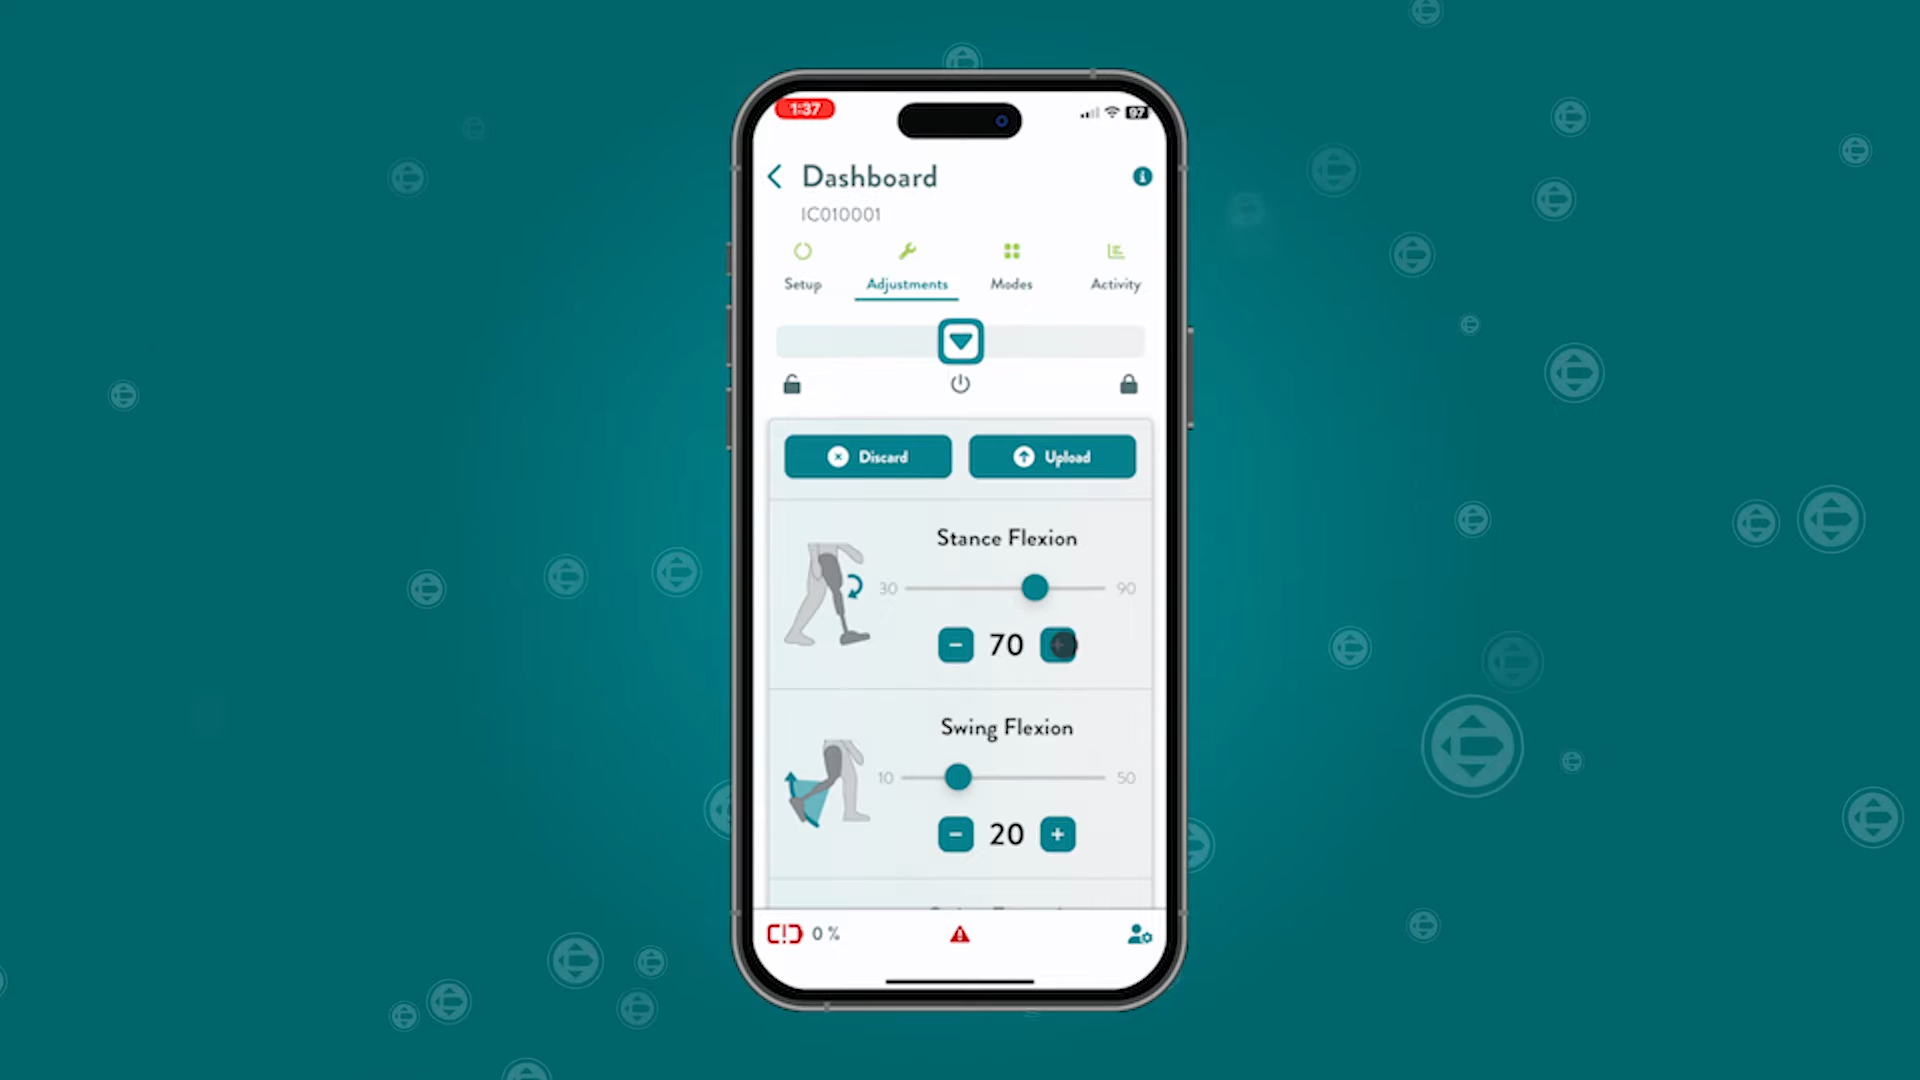 1:37
97
Dashboard
IC010001
Setup Adjustments Modes Activity
Discard Upload
Stance Flexion
30 90
- 70 +
Swing Flexion
10 50
- 20 +
0 %